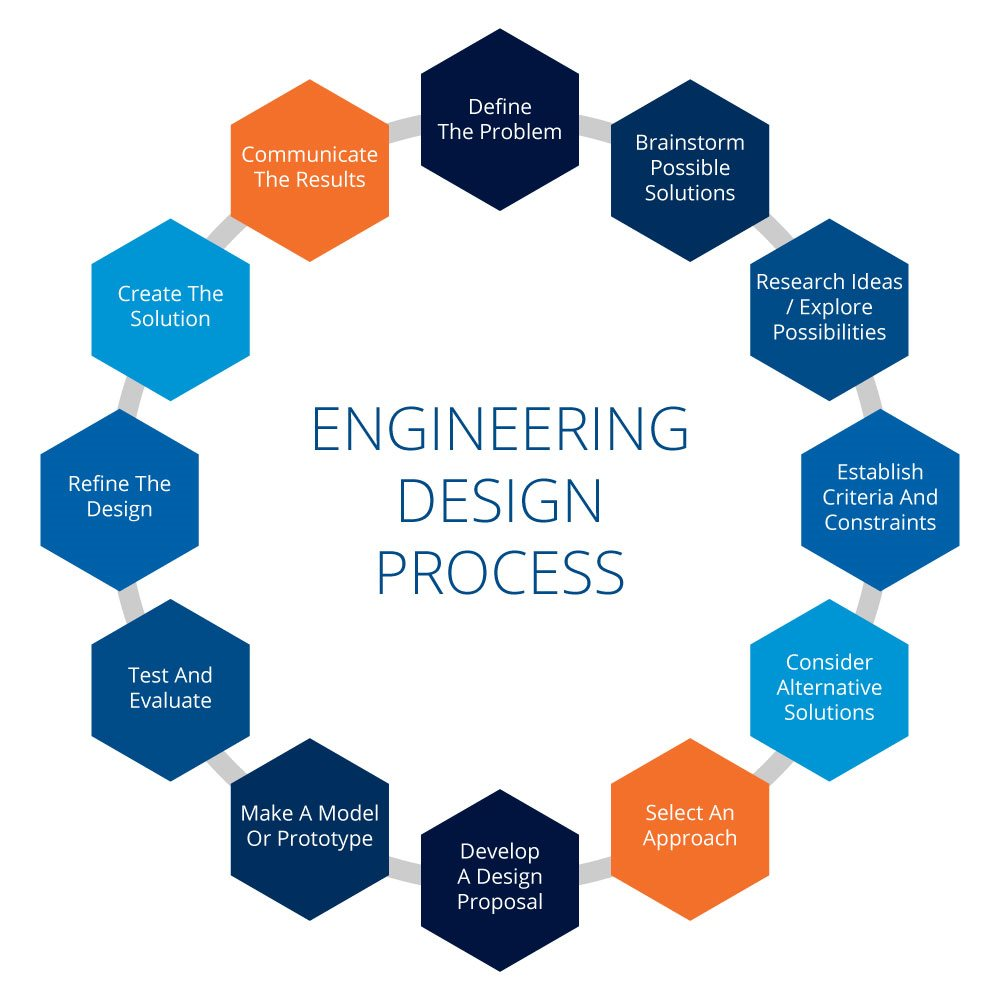 Define
The Problem
Brainstorm
Possible
Solutions
Research Ideas
/ Explore
Possibilities
Establish
Criteria And
Constraints
Consider
Alternative
Solutions
Select An
Approach
Develop
A Design
Proposal
Make A Model
Or Prototype
Test And
Evaluate
Refine The
Design
Create The
Solution
Communicate
The Results
ENGINEERING
DESIGN
PROCESS